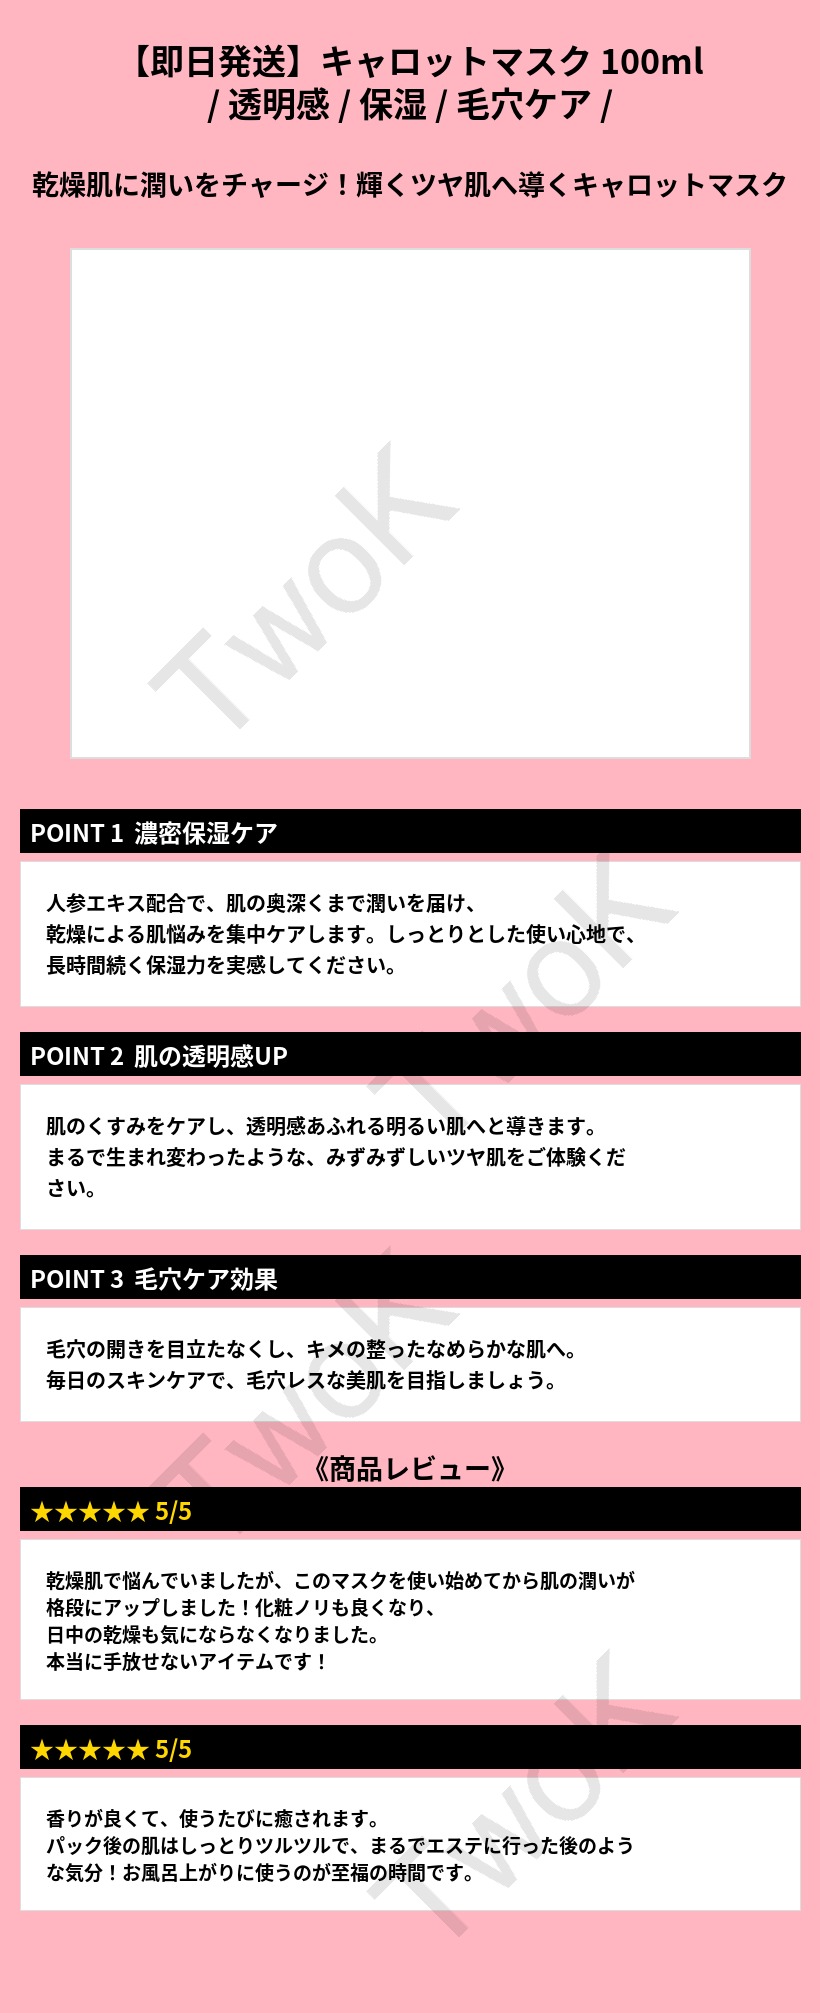 【即日発送】キャロットマスク 100ml
/ 透明感 / 保湿 / 毛穴ケア /
乾燥肌に潤いをチャージ！輝くツヤ肌へ導くキャロットマスク
TwoK
POINT 1 濃密保湿ケア
人参エキス配合で、肌の奥深くまで潤いを届け、
乾燥による肌悩みを集中ケアします。しっとりとした使い心地で、
長時間続く保湿力を実感してください。
TwoK
POINT 2 肌の透明感UP
肌のくすみをケアし、透明感あふれる明るい肌へと導きます。
まるで生まれ変わったような、みずみずしいツヤ肌をご体験くだ
さい。
POINT 3 毛穴ケア効果
毛穴の開きを目立たなくし、キメの整ったなめらかな肌へ。
毎日のスキンケアで、毛穴レスな美肌を目指しましょう。
TwoK
《商品レビュー》
★★★★★ 5/5
乾燥肌で悩んでいましたが、このマスクを使い始めてから肌の潤いが
格段にアップしました！化粧ノリも良くなり、
日中の乾燥も気にならなくなりました。
本当に手放せないアイテムです！
★★★★★ 5/5
香りが良くて、使うたびに癒されます。
パック後の肌はしっとりツルツルで、まるでエステに行った後のよう
な気分！お風呂上がりに使うのが至福の時間です。
TwoK